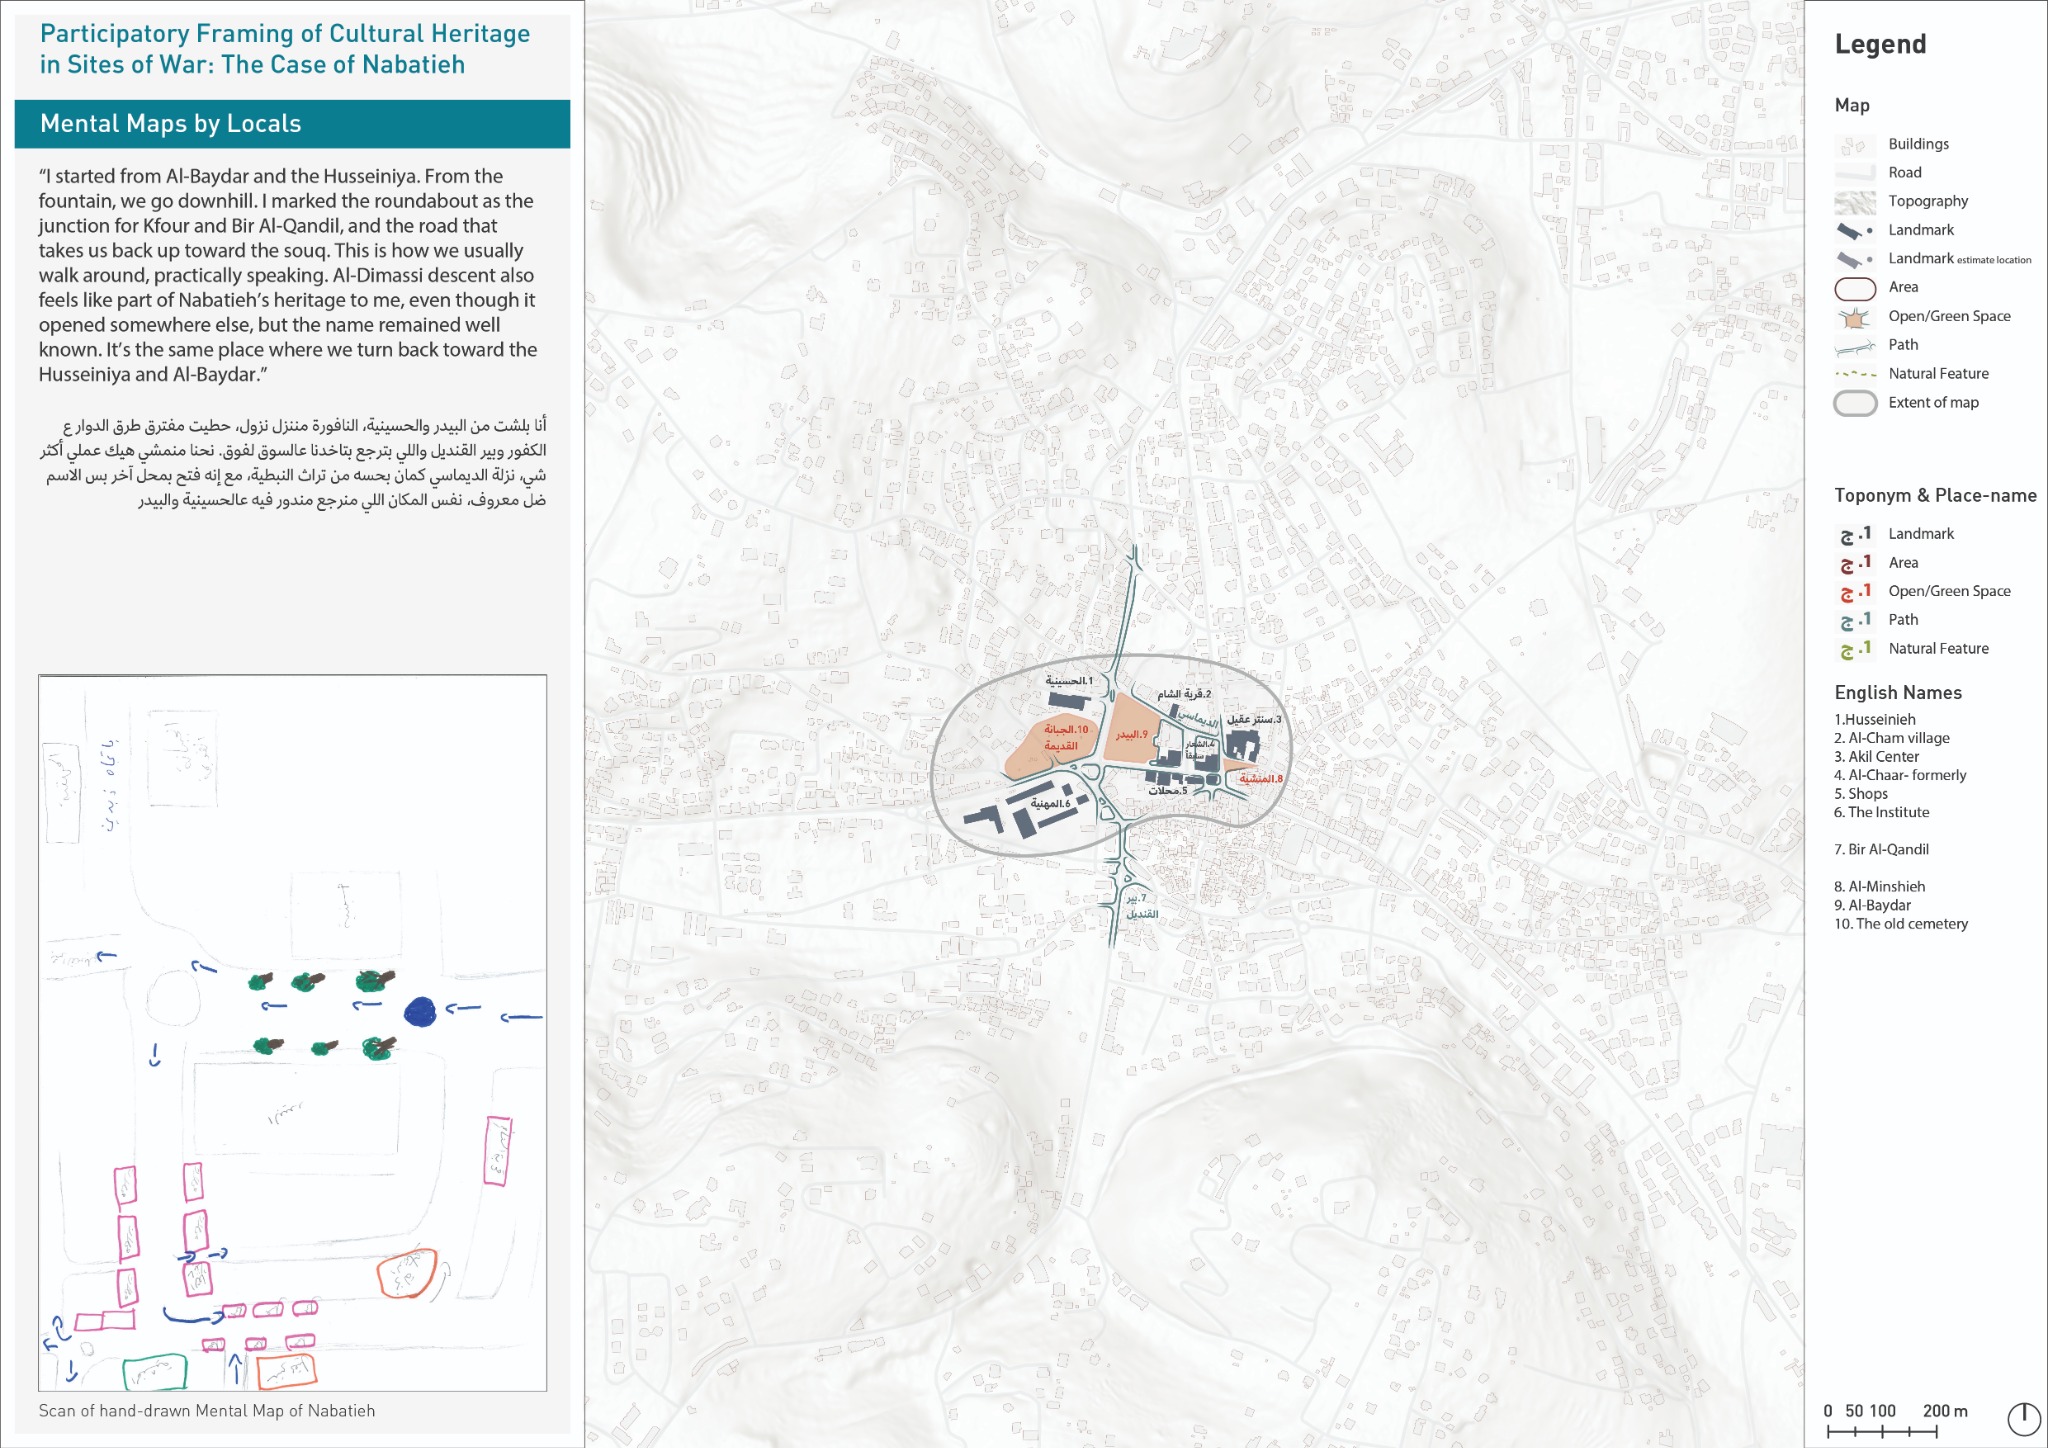 Participatory Framing of Cultural Heritage
in Sites of War: The Case of Nabatieh
Mental Maps by Locals
“I started from Al-Baydar and the Husseiniya. From the
fountain, we go downhill. I marked the roundabout as the
junction for Kfour and Bir Al-Qandil, and the road that
takes us back up toward the souq. This is how we usually
walk around, practically speaking. Al-Dimassi descent also
feels like part of Nabatieh’s heritage to me, even though it
opened somewhere else, but the name remained well
known. It’s the same place where we turn back toward the
Husseiniya and Al-Baydar.”
أنا بلشت من البيدر والحسينية، النافورة مننزل نزول، حطيت مفترق طرق الدوار ع
الكفور وبير القنديل واللي بترجع بتاخدنا عالسوق لفوق. نحنا منمشي هيك عملي أكثر
شي، نزلة الديماسي كمان بحسه من تراث النبطية، مع إنه فتح بمحل آخر بس الاسم
ضل معروف، نفس المكان اللي منرجع مندور فيه عالحسينية والبيدر
Scan of hand-drawn Mental Map of Nabatieh
1.الحسينية
2.قرية الشام
الديماسي
3.سنتر عقيل
10.الجبانة
القديمة
9.البيدر
4.الشعار
سابقاً
8.المنشية
5.محلات
6.المهنية
7.بير
القنديل
Legend
Map
Buildings
Road
Topography
Landmark
Landmark estimate location
Area
Open/Green Space
Path
Natural Feature
Extent of map
Toponym & Place-name
1.ج Landmark
1.ج Area
1.ج Open/Green Space
1.ج Path
1.ج Natural Feature
English Names
1.Husseinieh
2. Al-Cham village
3. Akil Center
4. Al-Chaar- formerly
5. Shops
6. The Institute
7. Bir Al-Qandil
8. Al-Minshieh
9. Al-Baydar
10. The old cemetery
0 50 100 200 m